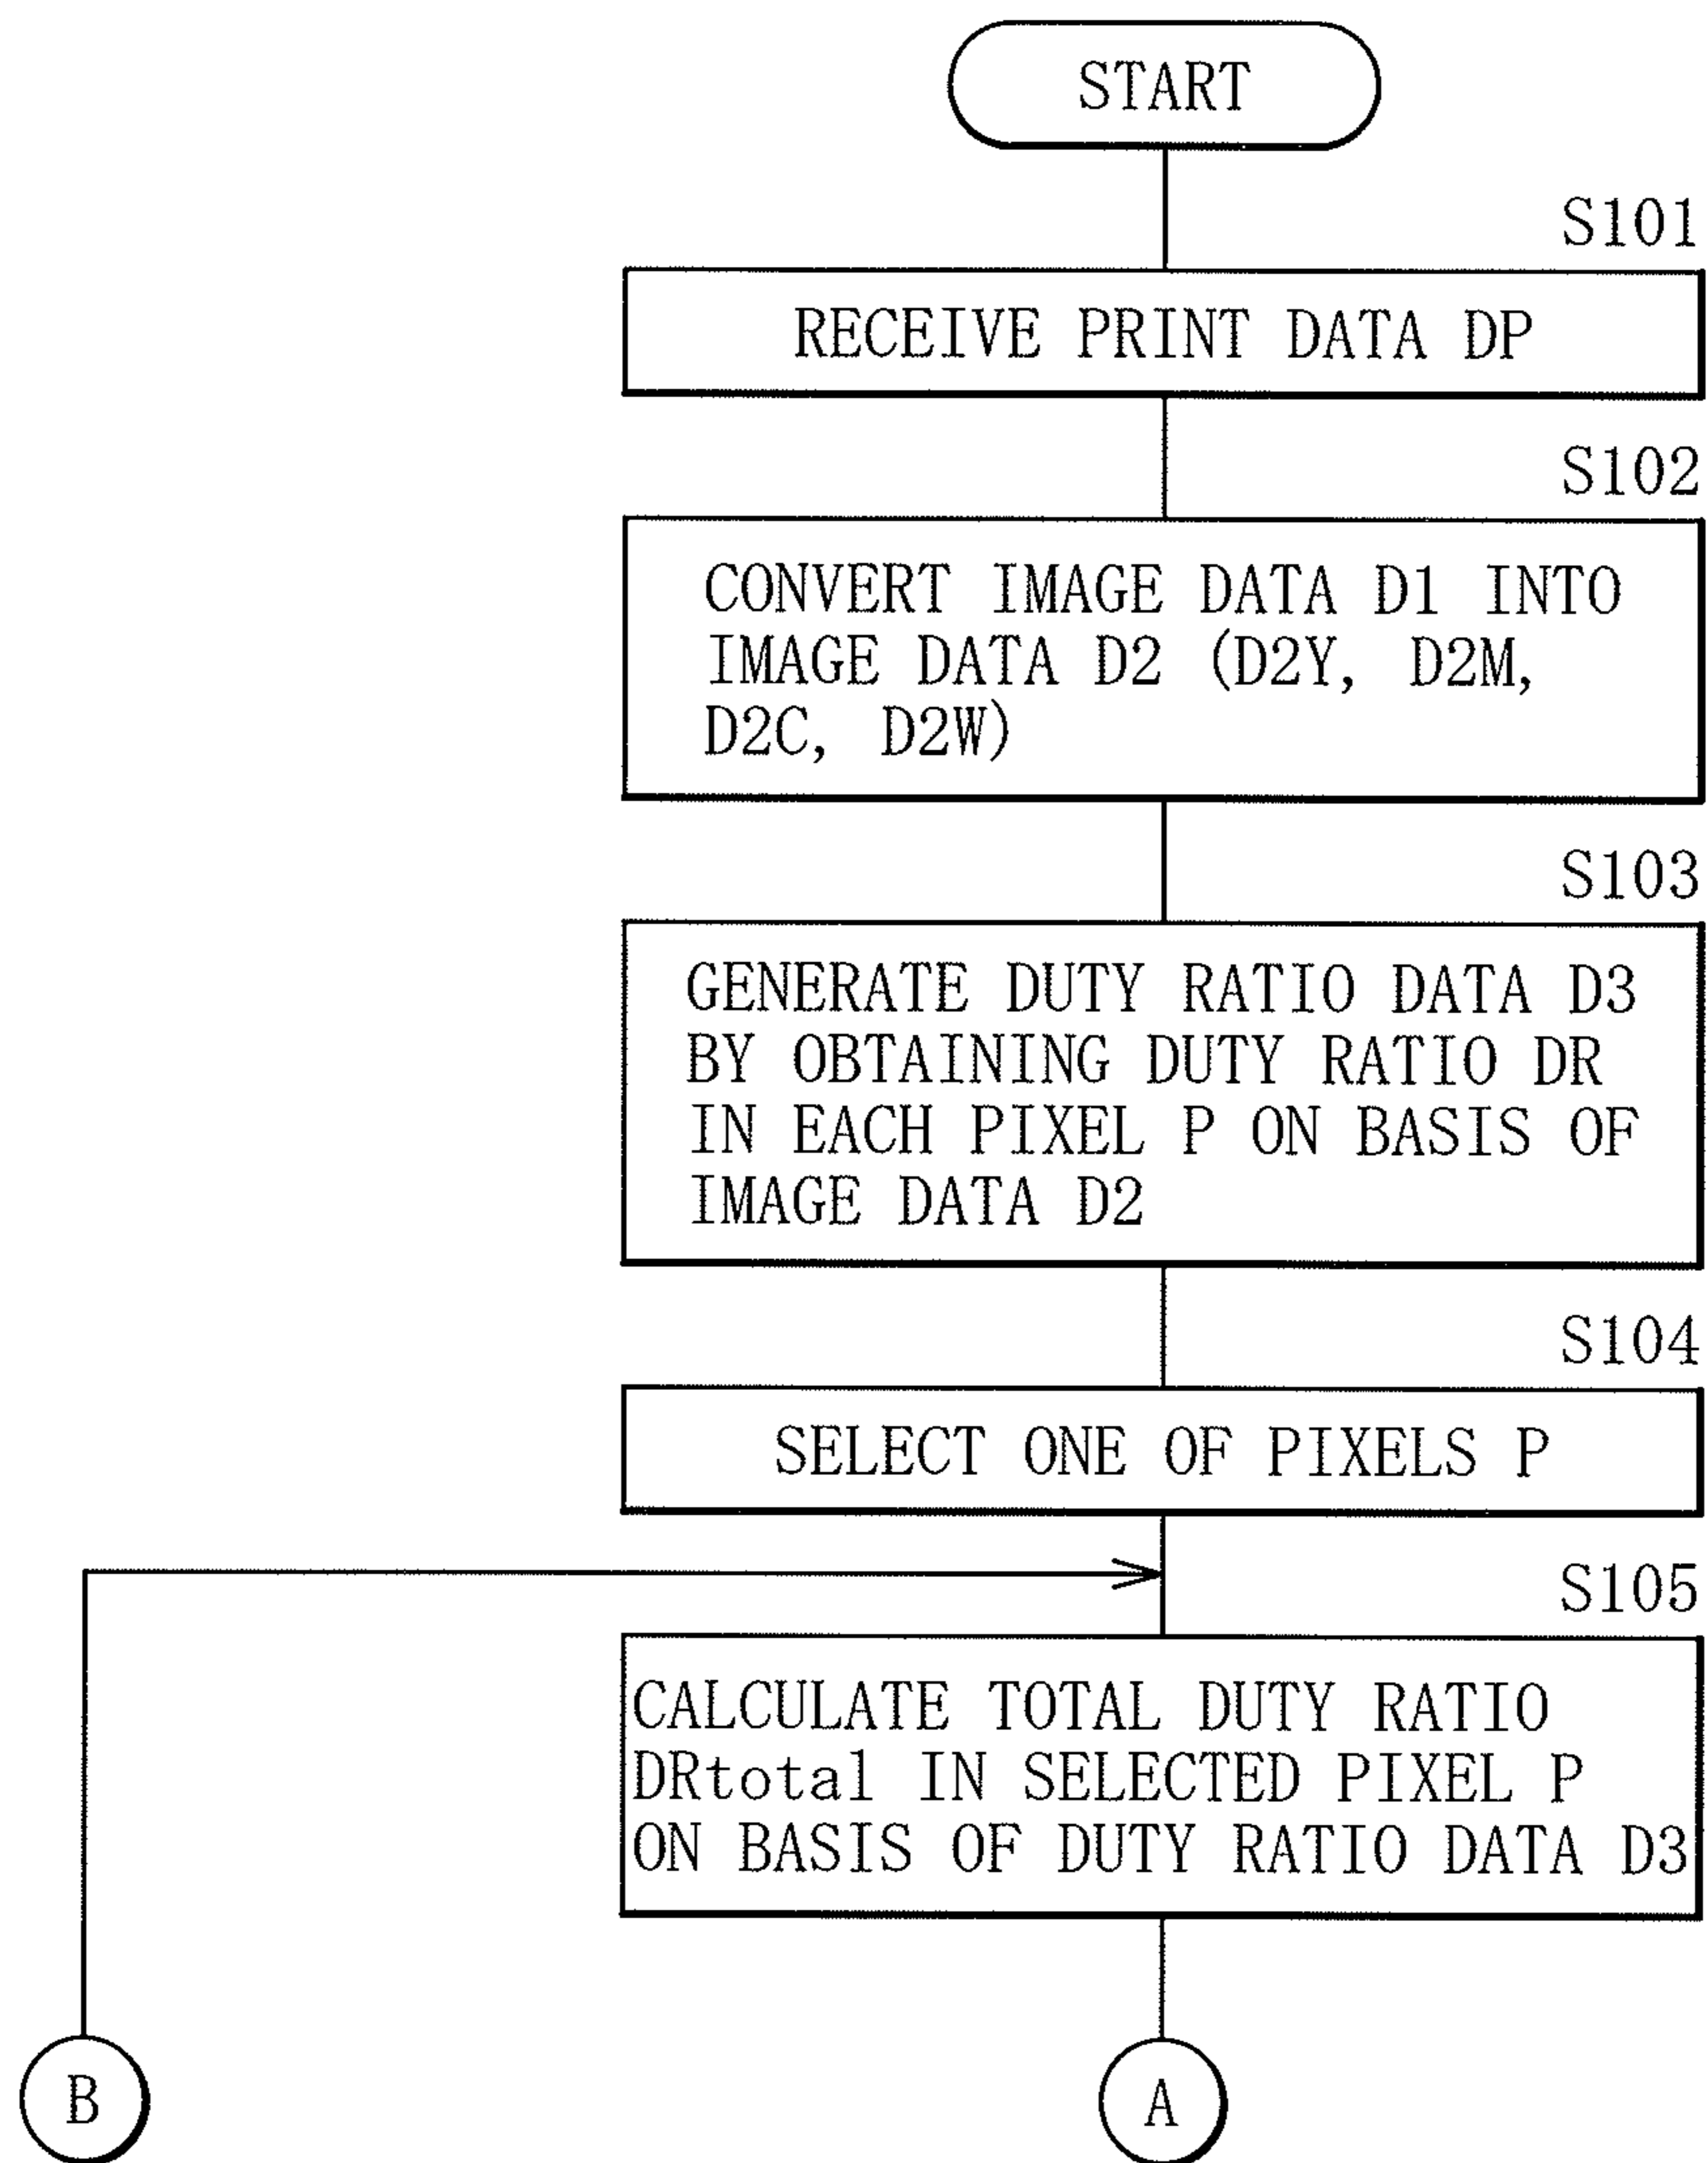 START
S101
RECEIVE PRINT DATA DP
S102
CONVERT IMAGE DATA D1 INTO
IMAGE DATA D2 (D2Y, D2M,
D2C, D2W)
S103
GENERATE DUTY RATIO DATA D3
BY OBTAINING DUTY RATIO DR
IN EACH PIXEL P ON BASIS OF
IMAGE DATA D2
S104
SELECT ONE OF PIXELS P
S105
CALCULATE TOTAL DUTY RATIO
DRtotal IN SELECTED PIXEL P
ON BASIS OF DUTY RATIO DATA D3
B
A